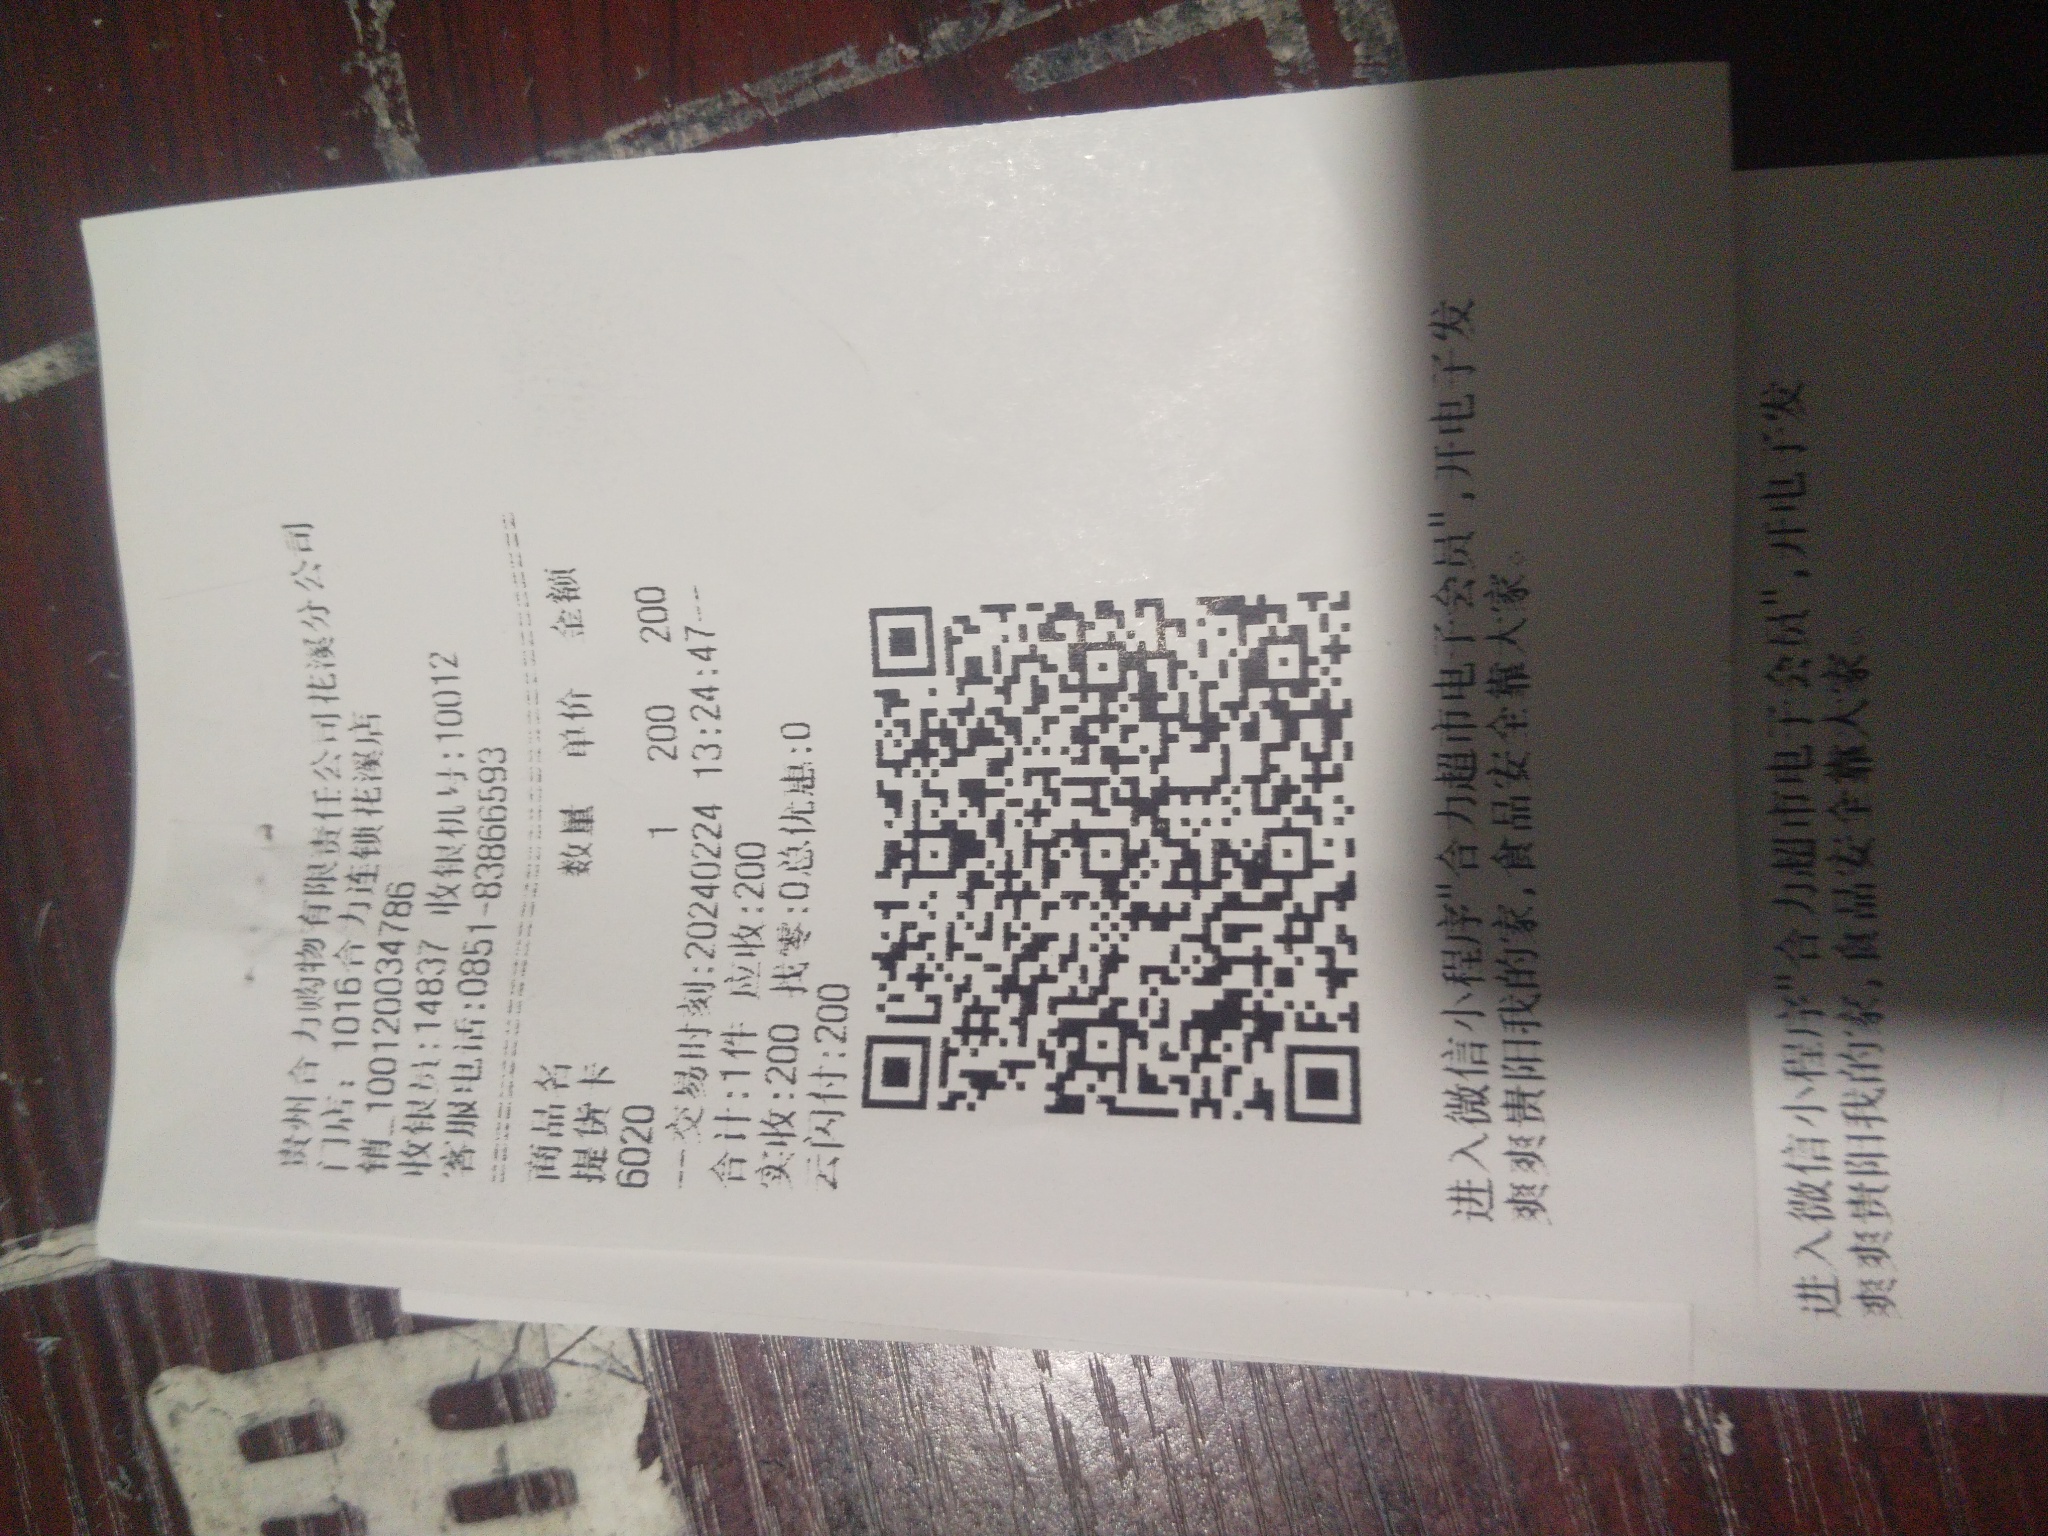 贵州合力购物有限责任公司花溪分公司
门店: 1016合力连锁花溪店
销_100120034786
收银员:14837 收银机号:10012
客服电话:0851-83866593
商品名 数量 单价 金额
提货卡
6020 1 200 200
---交易时刻:20240224 13:24:47---
合计:1件 应收:200
实收:200 找零:0总优惠:0
云闪付:200
进入微信小程序"合力超市电子会员",开电子发
爽爽贵阳我的家,食品安全靠大家。
进入微信小程序"合力超市电子会员",开电子发
爽爽贵阳我的家,食品安全靠大家